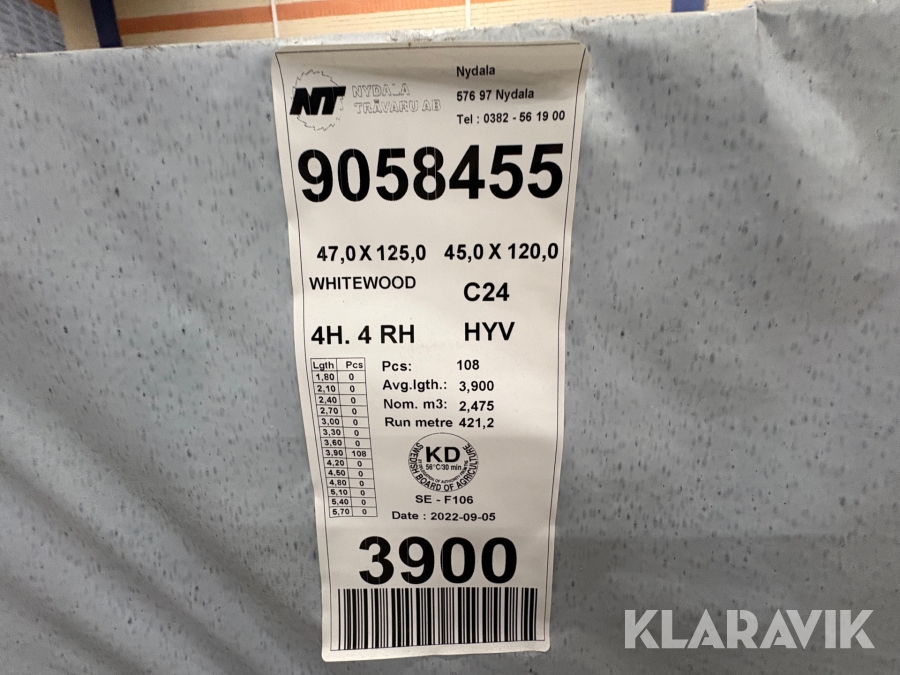 NT NYDALA
TRÄVARU AB
Nydala
576 97 Nydala
Tel : 0382 - 56 19 00
9058455
47,0 X 125,0 45,0 X 120,0
WHITEWOOD C24
4H. 4 RH HYV
Lgth Pcs
1,80 0
2,10 0
2,40 0
2,70 0
3,00 0
3,30 0
3,60 0
3,90 108
4,20 0
4,50 0
4,80 0
5,10 0
5,40 0
5,70 0
Pcs: 108
Avg.lgth.: 3,900
Nom. m3: 2,475
Run metre 421,2
KD
56°C/30 min
SWEDISH BOARD OF AGRICULTURE
SE - F106
Date : 2022-09-05
3900
KLARAVIK